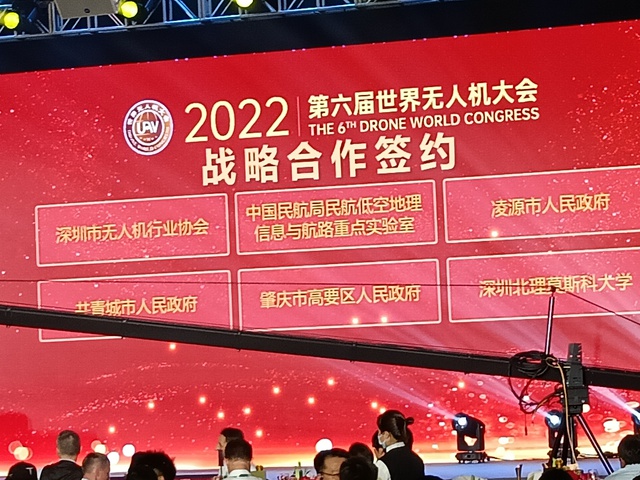 UAV
2022
第六届世界无人机大会
THE 6TH DRONE WORLD CONGRESS
战略合作签约
深圳市无人机行业协会
中国民航局民航低空地理
信息与航路重点实验室
凌源市人民政府
共青城市人民政府
肇庆市高要区人民政府
深圳北理莫斯科大学